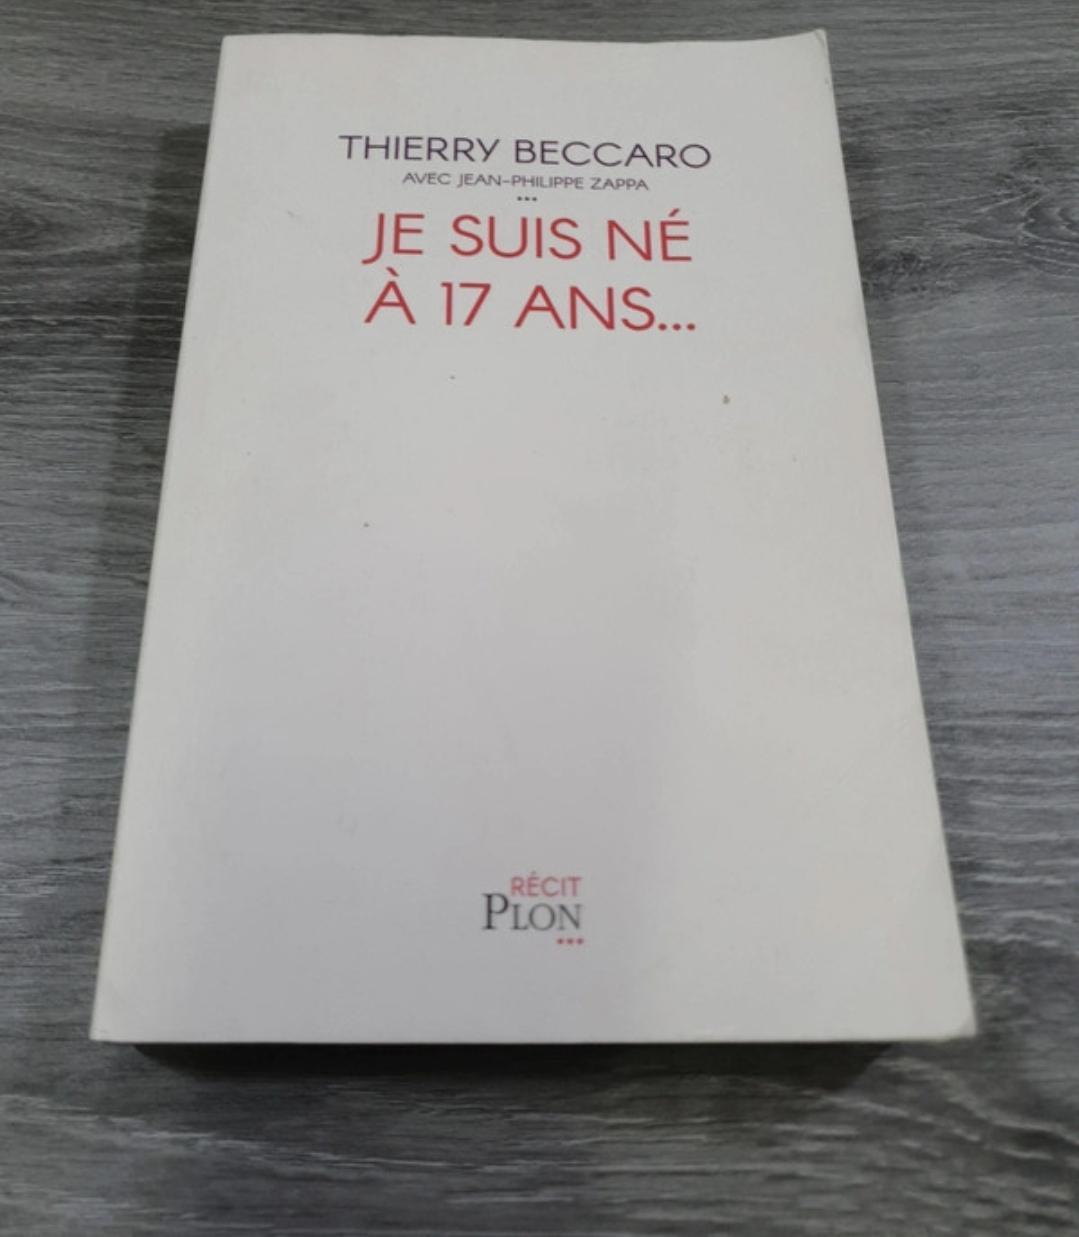 THIERRY BECCARO
AVEC JEAN-PHILIPPE ZAPPA
...
JE SUIS NÉ
À 17 ANS...
RÉCIT
PLON
...